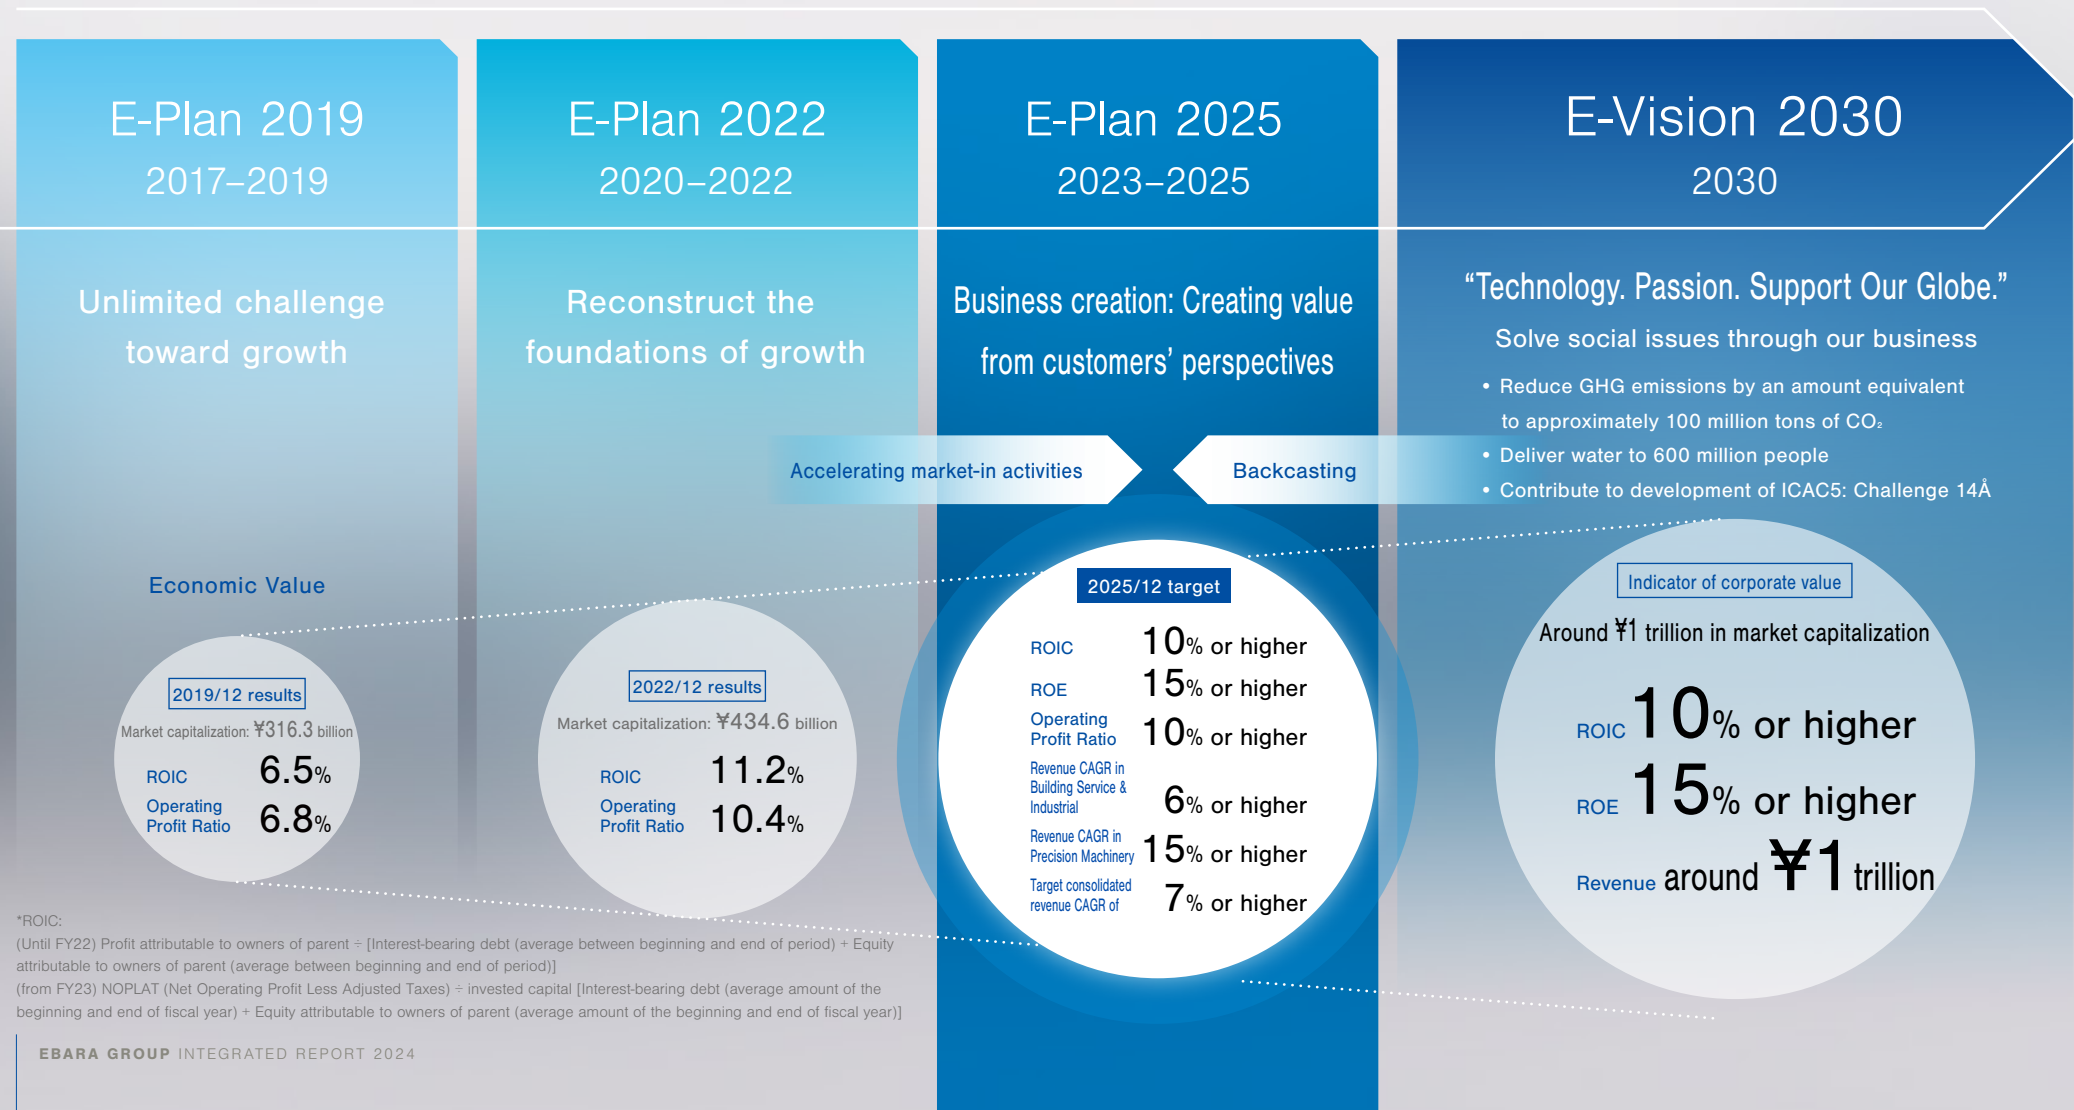 E-Plan 2019
2017–2019
Unlimited challenge
toward growth
Economic Value
2019/12 results
Market capitalization: ¥316.3 billion
ROIC 6.5%
Operating
Profit Ratio 6.8%
E-Plan 2022
2020–2022
Reconstruct the
foundations of growth
2022/12 results
Market capitalization: ¥434.6 billion
ROIC 11.2%
Operating
Profit Ratio 10.4%
E-Plan 2025
2023–2025
Business creation: Creating value
from customers’ perspectives
Accelerating market-in activities
Backcasting
2025/12 target
ROIC 10% or higher
ROE 15% or higher
Operating
Profit Ratio 10% or higher
Revenue CAGR in
Building Service &
Industrial 6% or higher
Revenue CAGR in
Precision Machinery 15% or higher
Target consolidated
revenue CAGR of 7% or higher
E-Vision 2030
2030
“Technology. Passion. Support Our Globe.”
Solve social issues through our business
• Reduce GHG emissions by an amount equivalent
to approximately 100 million tons of CO₂
• Deliver water to 600 million people
• Contribute to development of ICAC5: Challenge 14Å
Indicator of corporate value
Around ¥1 trillion in market capitalization
ROIC 10% or higher
ROE 15% or higher
Revenue around ¥1 trillion
*ROIC:
(Until FY22) Profit attributable to owners of parent ÷ [Interest-bearing debt (average between beginning and end of period) + Equity
attributable to owners of parent (average between beginning and end of period)]
(from FY23) NOPLAT (Net Operating Profit Less Adjusted Taxes) ÷ invested capital [Interest-bearing debt (average amount of the
beginning and end of fiscal year) + Equity attributable to owners of parent (average amount of the beginning and end of fiscal year)]
EBARA GROUP INTEGRATED REPORT 2024